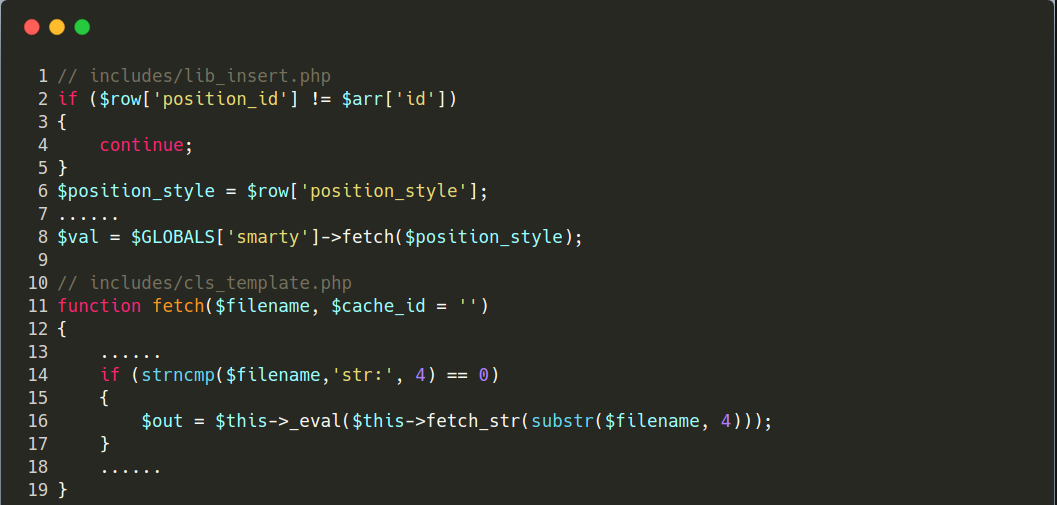 1 // includes/lib_insert.php
2 if ($row['position_id'] != $arr['id'])
3 {
4     continue;
5 }
6 $position_style = $row['position_style'];
7 ......
8 $val = $GLOBALS['smarty']->fetch($position_style);
9
10 // includes/cls_template.php
11 function fetch($filename, $cache_id = '')
12 {
13     ......
14     if (strncmp($filename,'str:', 4) == 0)
15     {
16         $out = $this->_eval($this->fetch_str(substr($filename, 4)));
17     }
18     ......
19 }